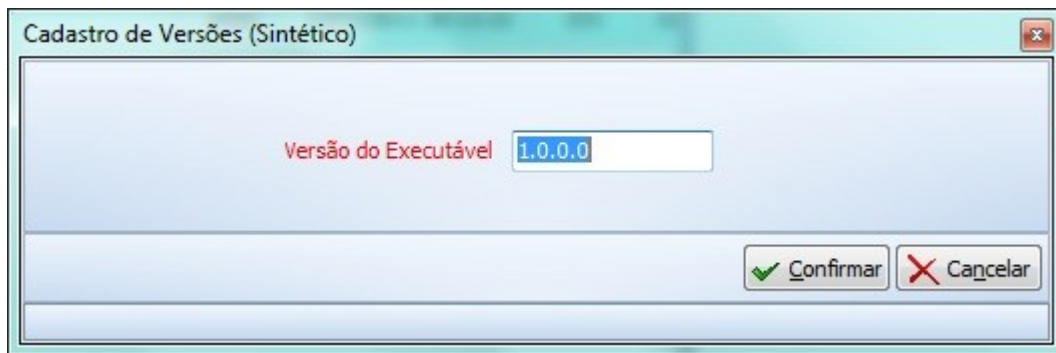 Cadastro de Versões (Sintético)
Versão do Executável 1.0.0.0
Confirmar Cancelar